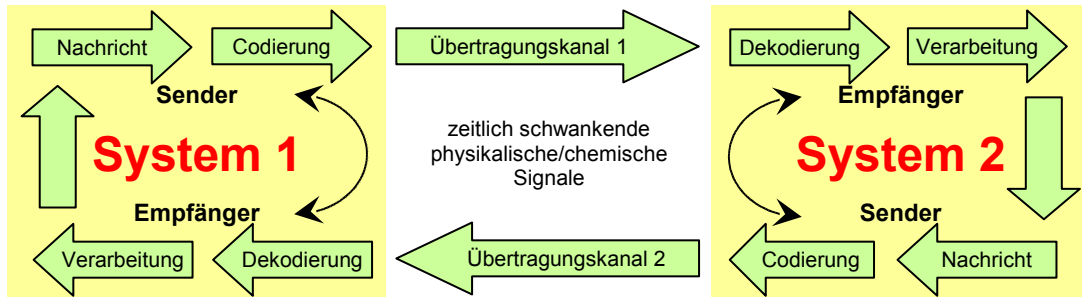 Nachricht
Codierung
Übertragungskanal 1
Dekodierung
Verarbeitung
Sender
Empfänger
System 1
zeitlich schwankende
physikalische/chemische
Signale
System 2
Empfänger
Sender
Verarbeitung
Dekodierung
Übertragungskanal 2
Codierung
Nachricht